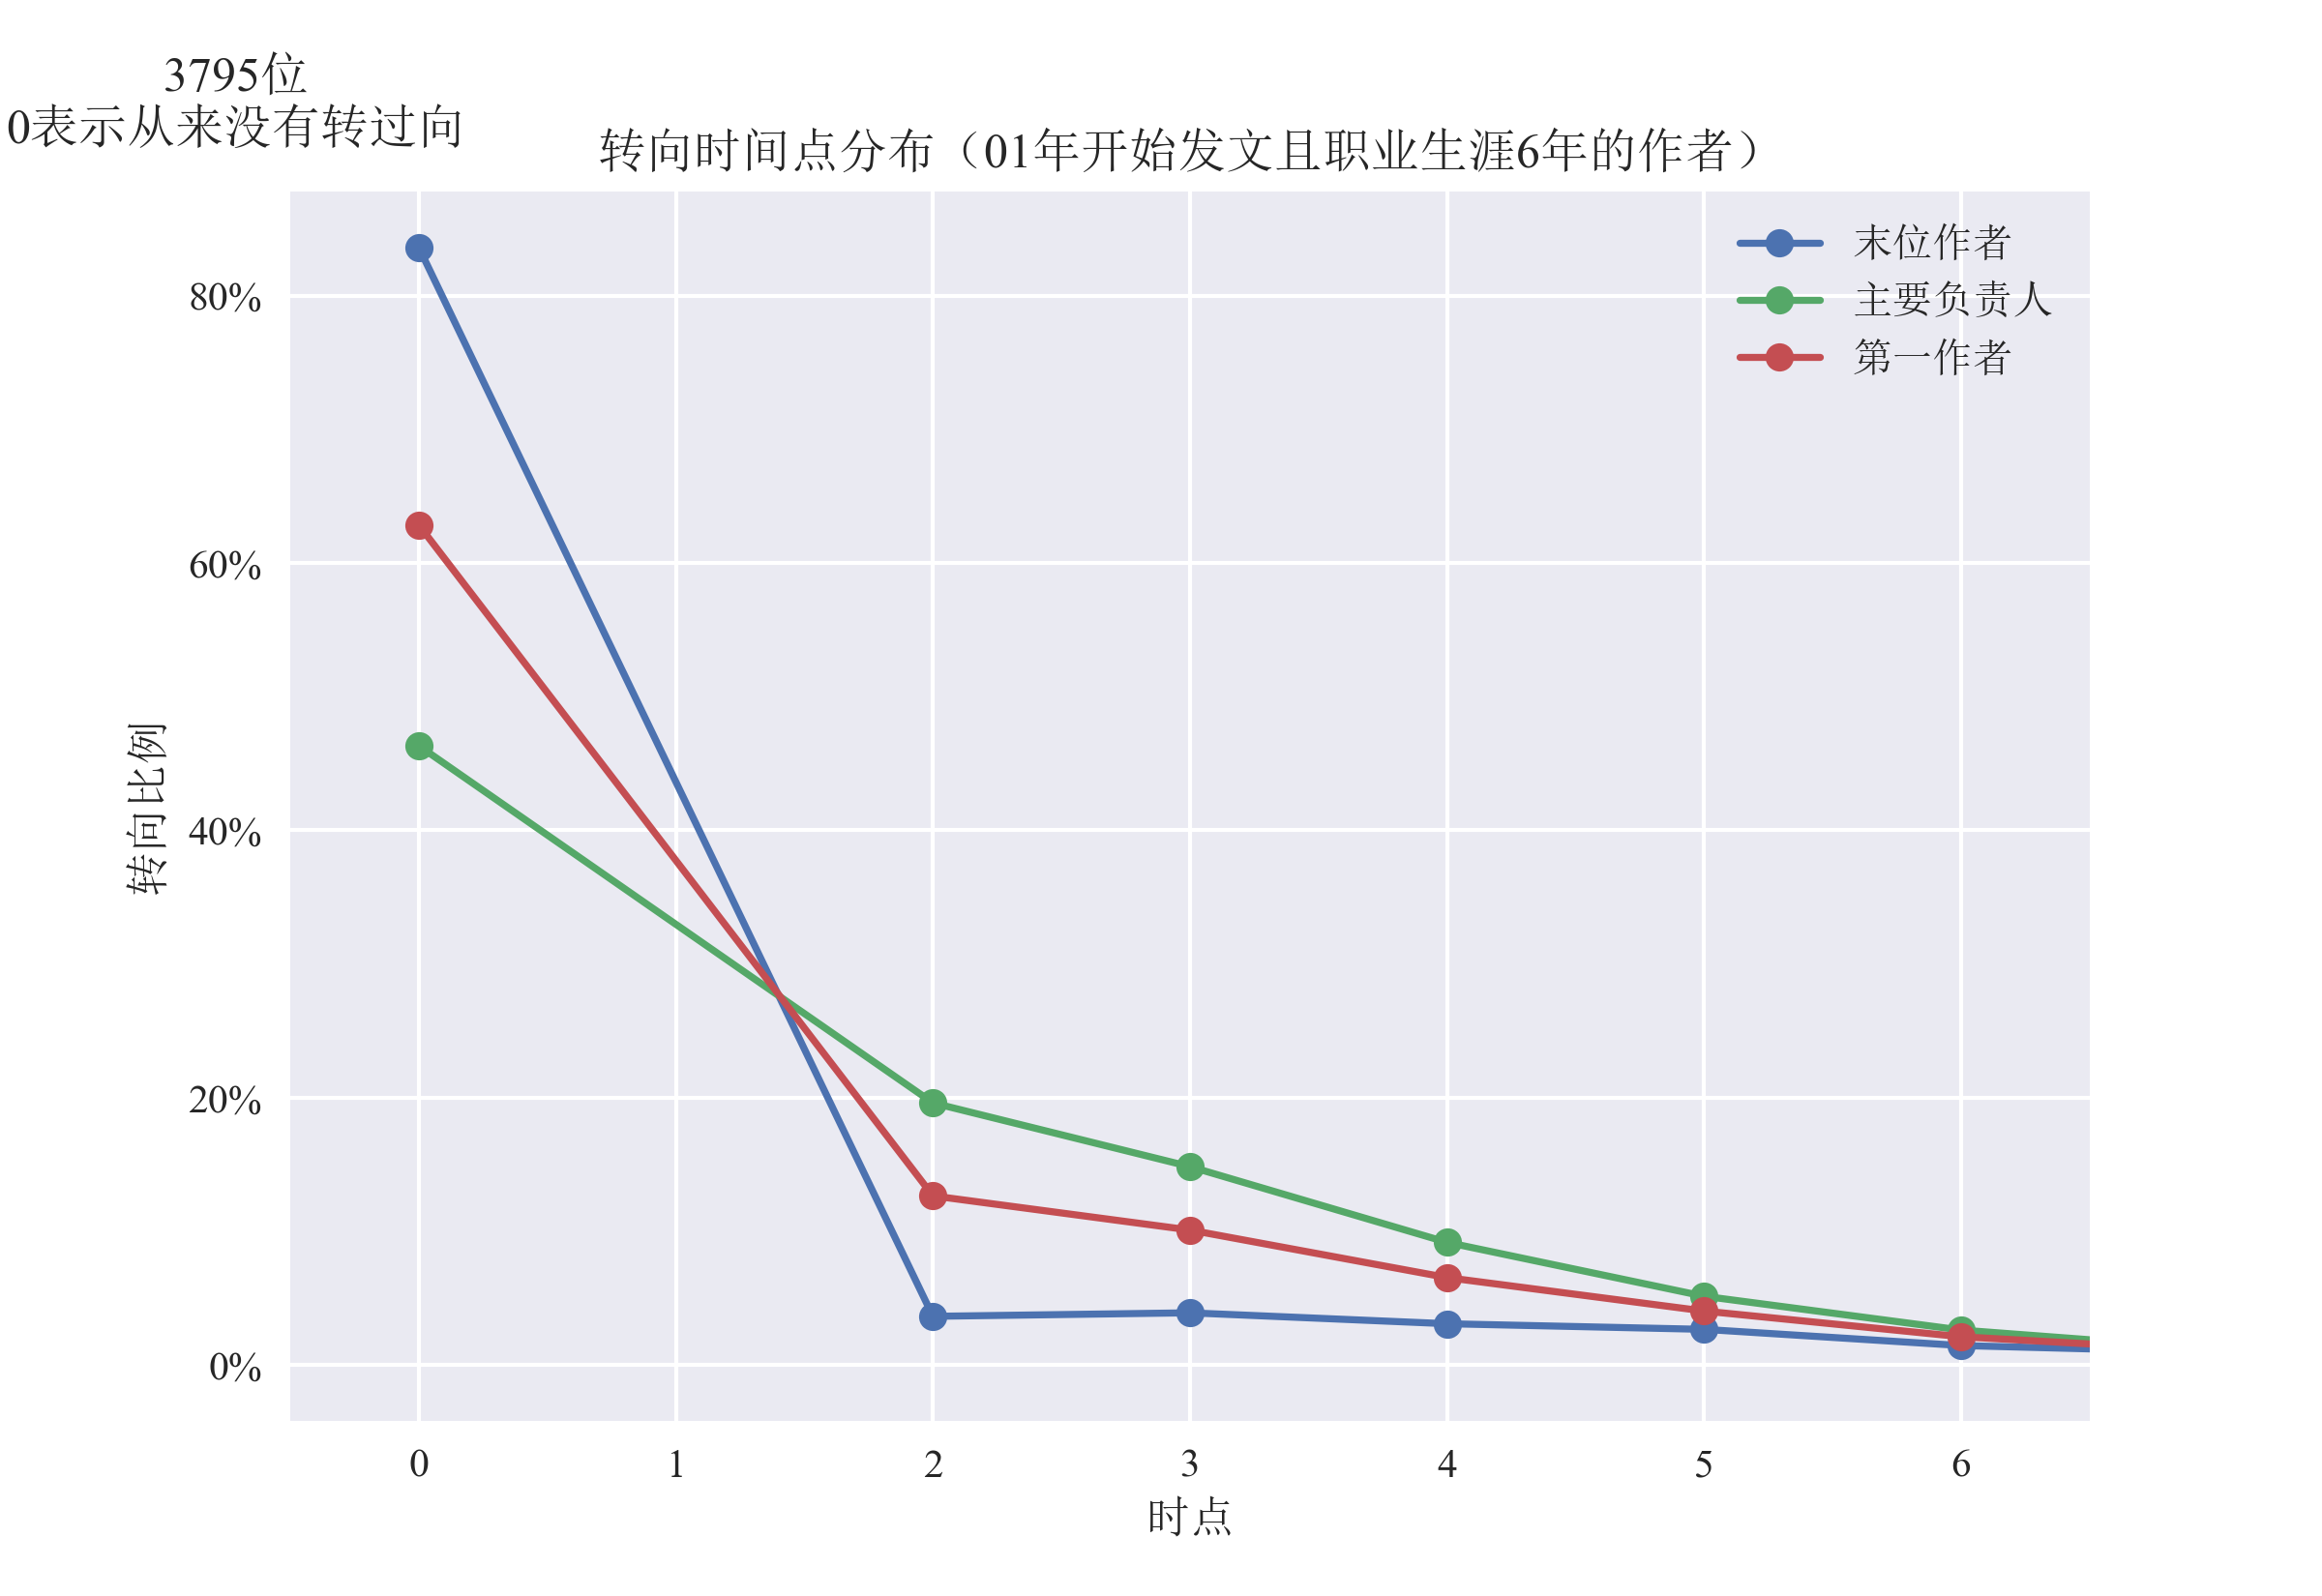 3795位
0表示从来没有转过向
转向时间点分布（01年开始发文且职业生涯6年的作者）
末位作者
主要负责人
第一作者
80%
60%
40%
20%
0%
转向比例
0 1 2 3 4 5 6
时点